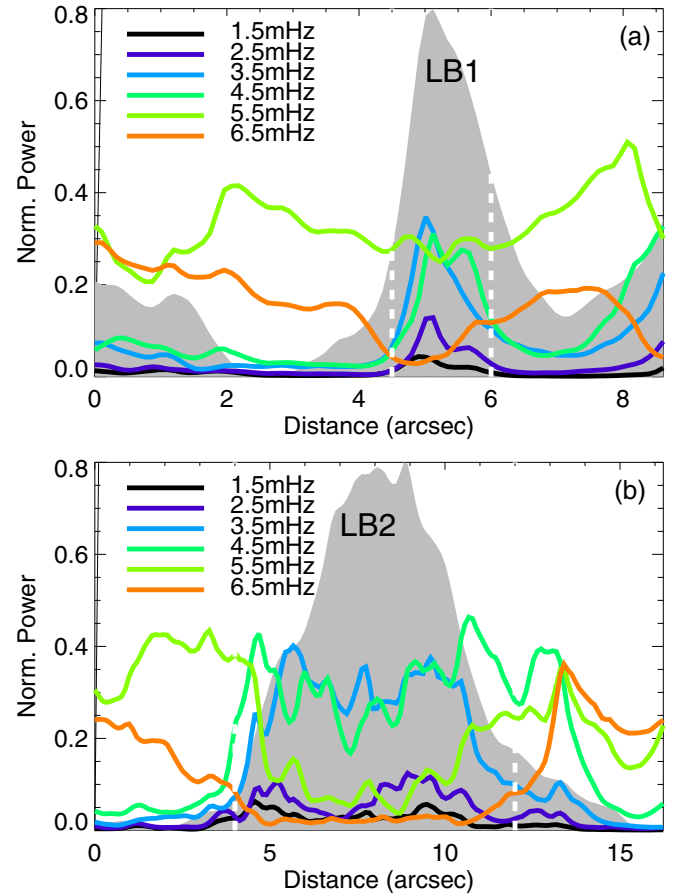 0.8
(a)
1.5mHz
2.5mHz
LB1
3.5mHz
0.6
4.5mHz
5.5mHz
6.5mHz
Norm. Power
0.4
0.2
0.0
0 2 4 6 8
Distance (arcsec)
0.8
(b)
1.5mHz
2.5mHz
3.5mHz
LB2
0.6
4.5mHz
5.5mHz
6.5mHz
Norm. Power
0.4
0.2
0.0
0 5 10 15
Distance (arcsec)